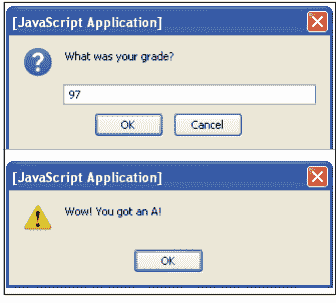 [JavaScript Application]
What was your grade?
97
OK Cancel
[JavaScript Application]
Wow! You got an A!
OK